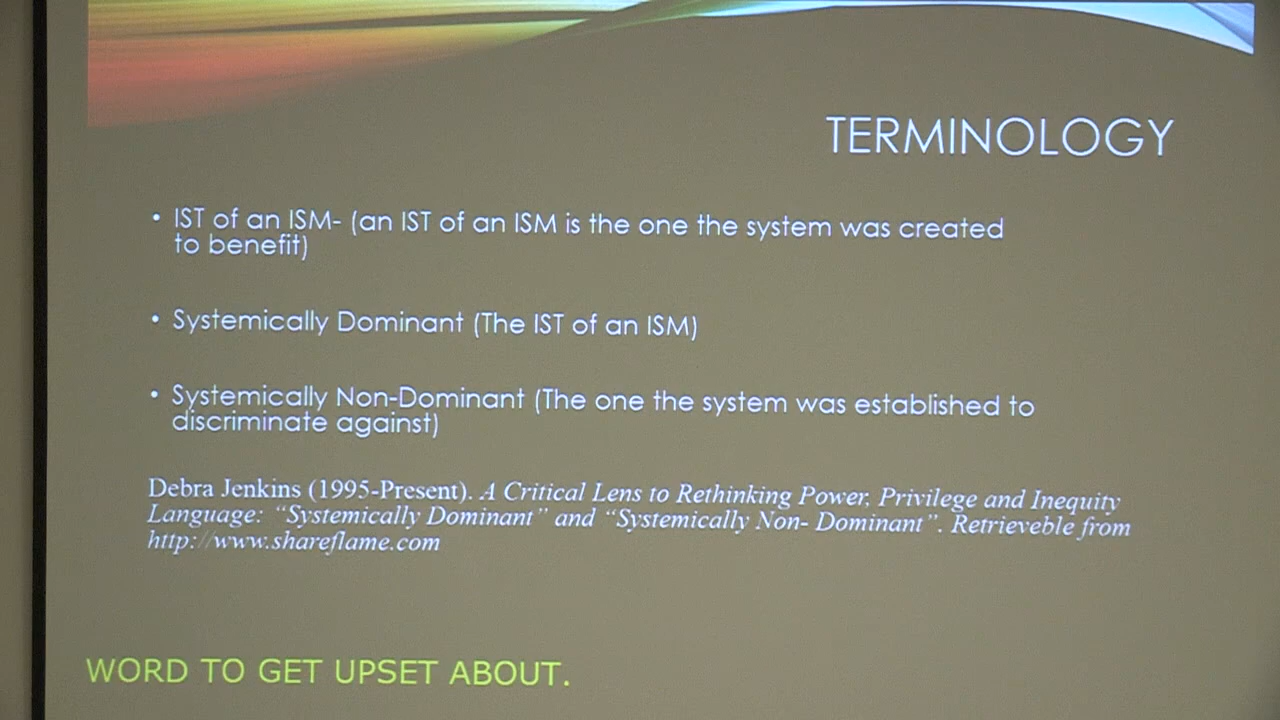 TERMINOLOGY
• IST of an ISM- (an IST of an ISM is the one the system was created
to benefit)
• Systemically Dominant (The IST of an ISM)
• Systemically Non-Dominant (The one the system was established to
discriminate against)
Debra Jenkins (1995-Present). A Critical Lens to Rethinking Power, Privilege and Inequity
Language: “Systemically Dominant” and “Systemically Non- Dominant”. Retrieveble from
http://www.shareflame.com
WORD TO GET UPSET ABOUT.